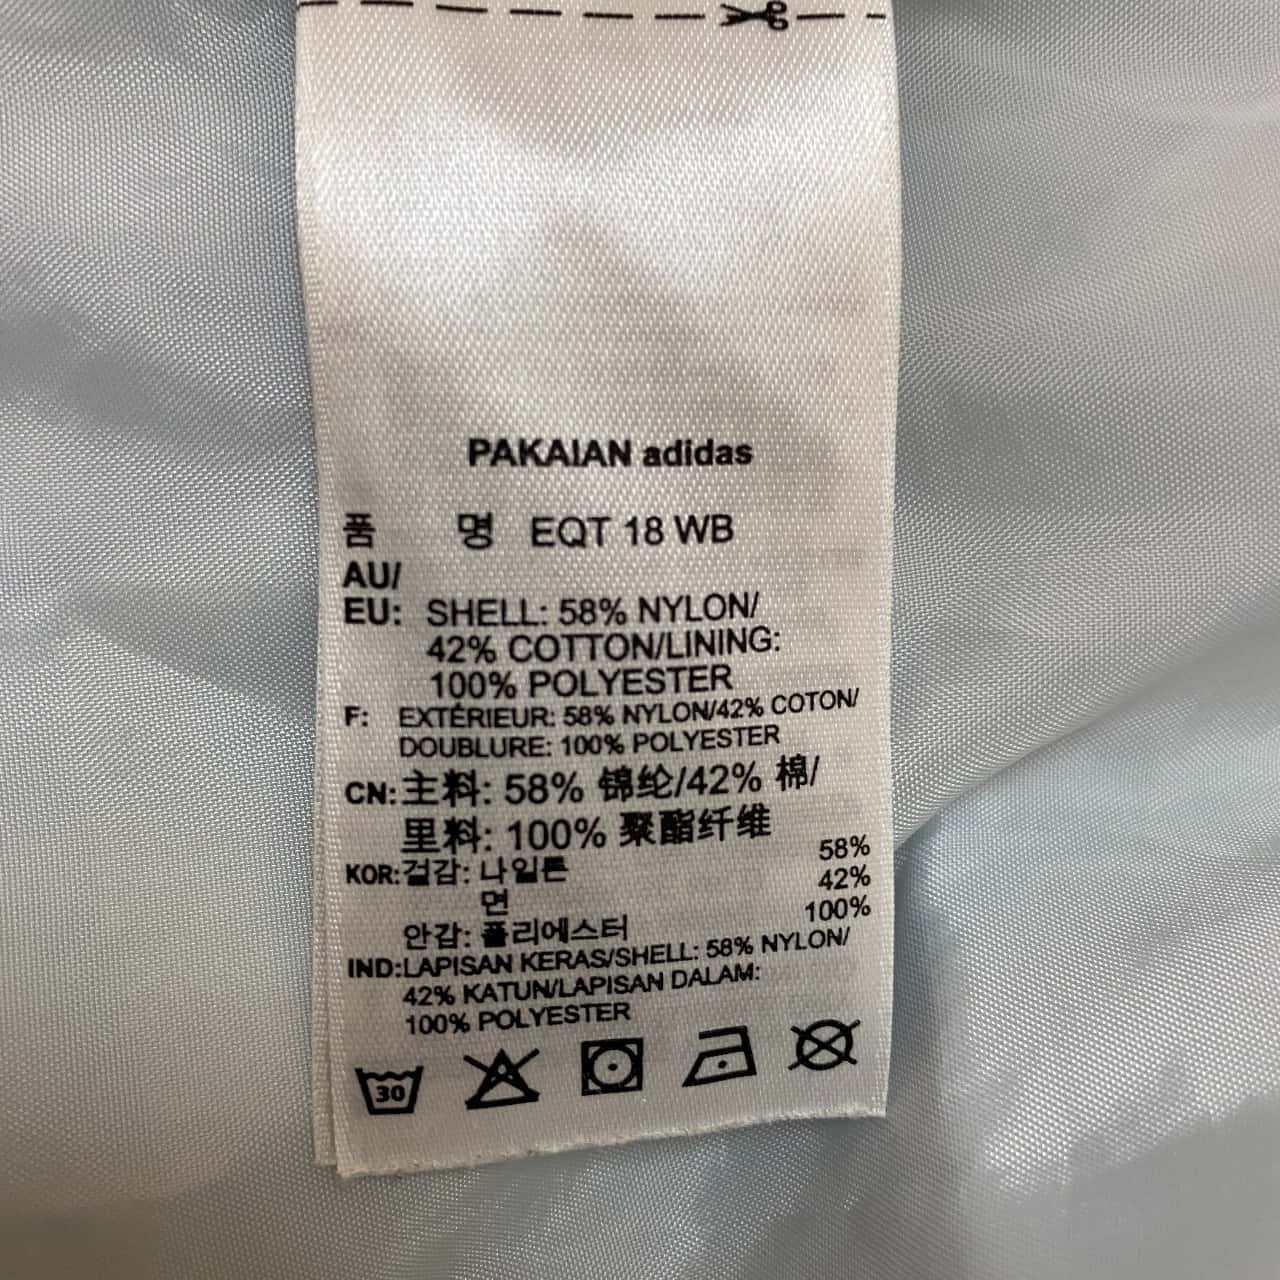 PAKAIAN adidas
품 명 EQT 18 WB
AU/
EU: SHELL: 58% NYLON/
42% COTTON/LINING:
100% POLYESTER
F: EXTÉRIEUR: 58% NYLON/42% COTON/
DOUBLURE: 100% POLYESTER
CN: 主料: 58% 锦纶/42% 棉/
里料: 100% 聚酯纤维
KOR: 겉감: 나일론 58%
면 42%
안감: 폴리에스터 100%
IND: LAPISAN KERAS/SHELL: 58% NYLON/
42% KATUN/LAPISAN DALAM:
100% POLYESTER
30